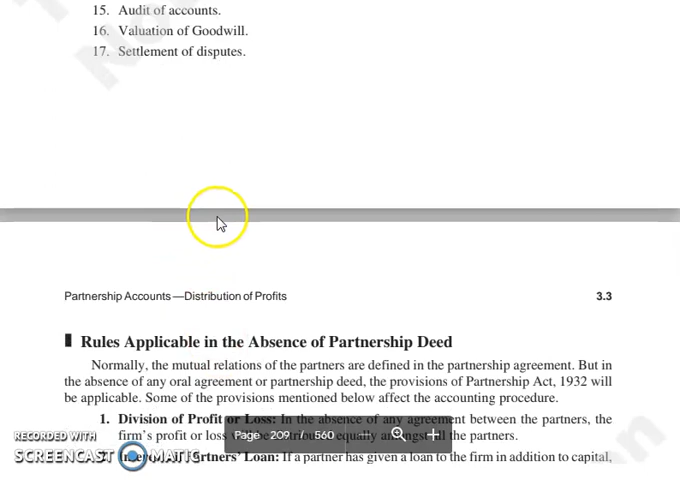 15. Audit of accounts.
16. Valuation of Goodwill.
17. Settlement of disputes.
Partnership Accounts—Distribution of Profits 3.3
Rules Applicable in the Absence of Partnership Deed
Normally, the mutual relations of the partners are defined in the partnership agreement. But in
the absence of any oral agreement or partnership deed, the provisions of Partnership Act, 1932 will
be applicable. Some of the provisions mentioned below affect the accounting procedure.
1. Division of Profit or Loss: In the absence of any agreement between the partners, the
firm's profit or loss equally amongst all the partners.
Page 209 / 560
Partners' Loan: If a partner has given a loan to the firm in addition to capital,
RECORDED WITH
SCREENCAST MATIC